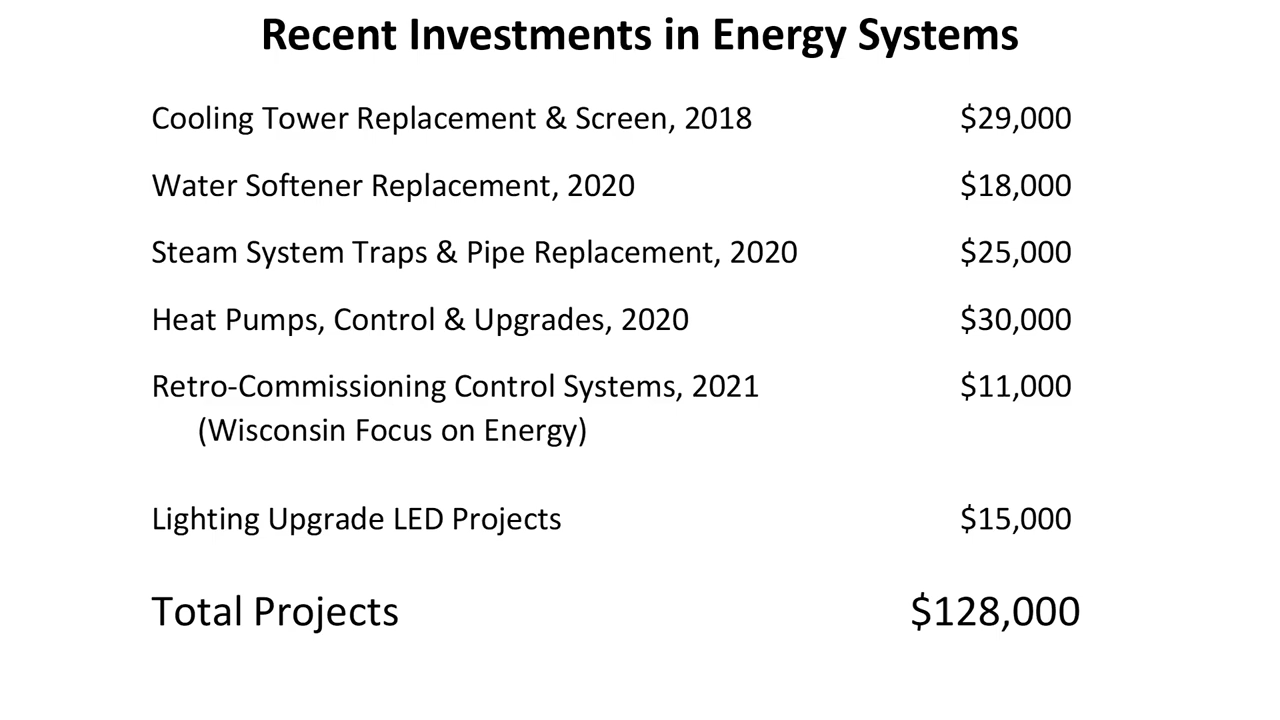 Recent Investments in Energy Systems
Cooling Tower Replacement & Screen, 2018 $29,000
Water Softener Replacement, 2020 $18,000
Steam System Traps & Pipe Replacement, 2020 $25,000
Heat Pumps, Control & Upgrades, 2020 $30,000
Retro-Commissioning Control Systems, 2021 $11,000
(Wisconsin Focus on Energy)
Lighting Upgrade LED Projects $15,000
Total Projects $128,000